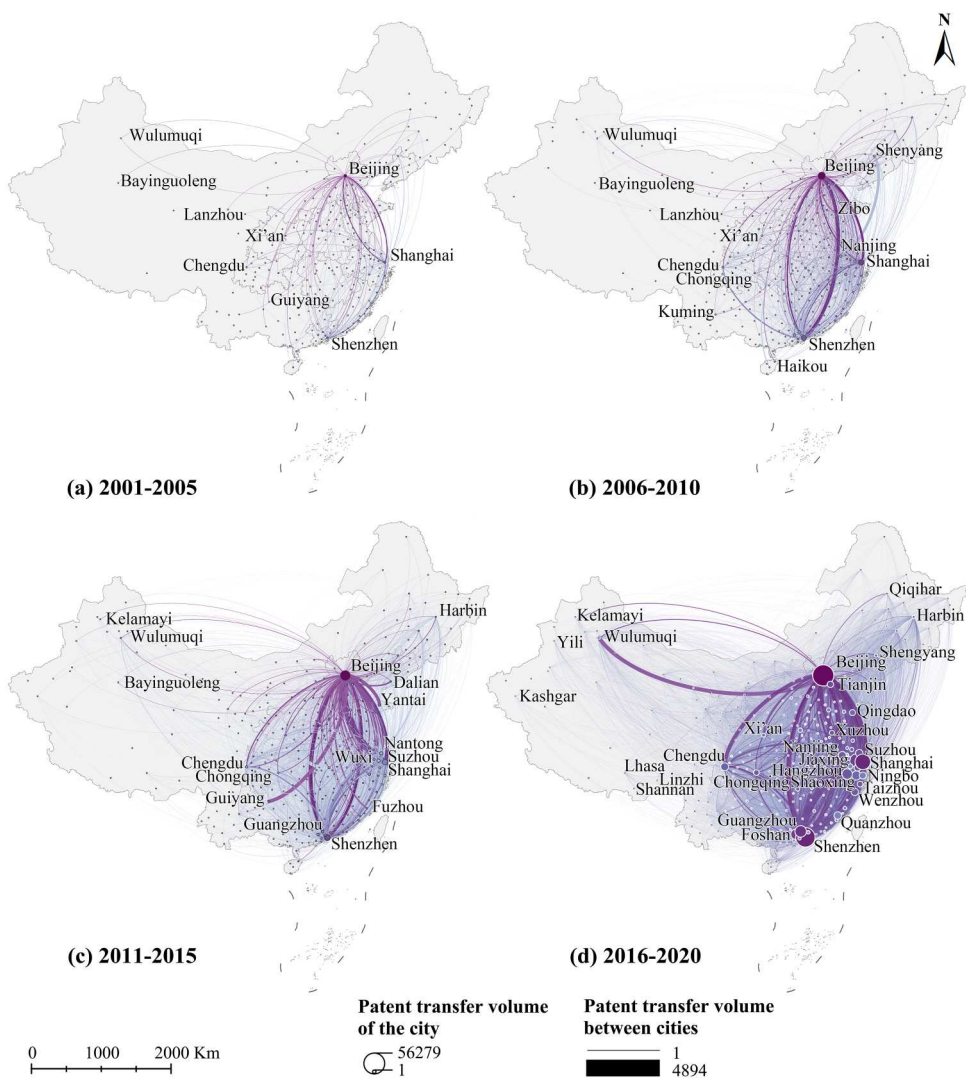 N
Wulumuqi
Beijing
Bayinguoleng
Lanzhou
Xi'an
Chengdu
Shanghai
Guiyang
Shenzhen
(a) 2001-2005
Wulumuqi
Shenyang
Beijing
Bayinguoleng
Zibo
Lanzhou
Xi'an
Nanjing
Chengdu
Shanghai
Chongqing
Kuming
Shenzhen
Haikou
(b) 2006-2010
Harbin
Kelamayi
Wulumuqi
Beijing
Bayinguoleng
Dalian
Yantai
Nantong
Wuxi
Suzhou
Chengdu
Shanghai
Chongqing
Guiyang
Fuzhou
Guangzhou
Shenzhen
(c) 2011-2015
Qiqihar
Kelamayi
Harbin
Yili
Wulumuqi
Shengyang
Beijing
Tianjin
Kashgar
Qingdao
Xi'an
Xuzhou
Nanjing
Suzhou
Chengdu
Jiaxing
Shanghai
Lhasa
Linzhi
Hangzhou
Ningbo
Chongqing
Shaoxing
Taizhou
Shannan
Wenzhou
Guangzhou
Quanzhou
Foshan
Shenzhen
(d) 2016-2020
0 1000 2000 Km
Patent transfer volume
of the city
56279
1
Patent transfer volume
between cities
1
4894